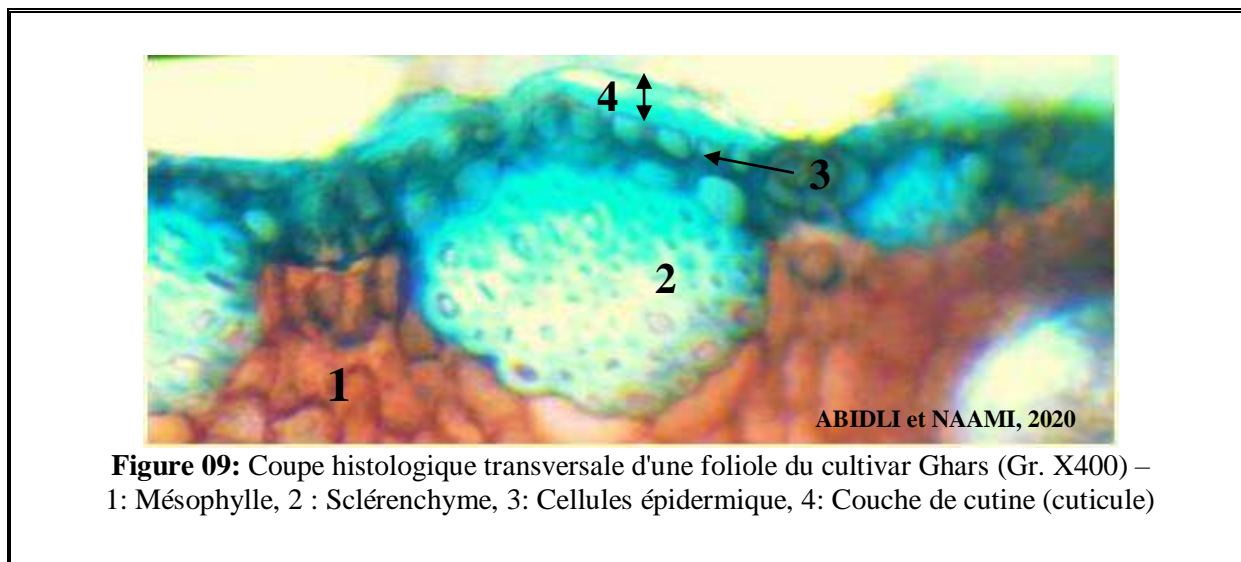 4
3
2
1
ABIDLI et NAAMI, 2020
Figure 09: Coupe histologique transversale d'une foliole du cultivar Ghars (Gr. X400) –
1: Mésophylle, 2 : Sclérenchyme, 3: Cellules épidermique, 4: Couche de cutine (cuticule)